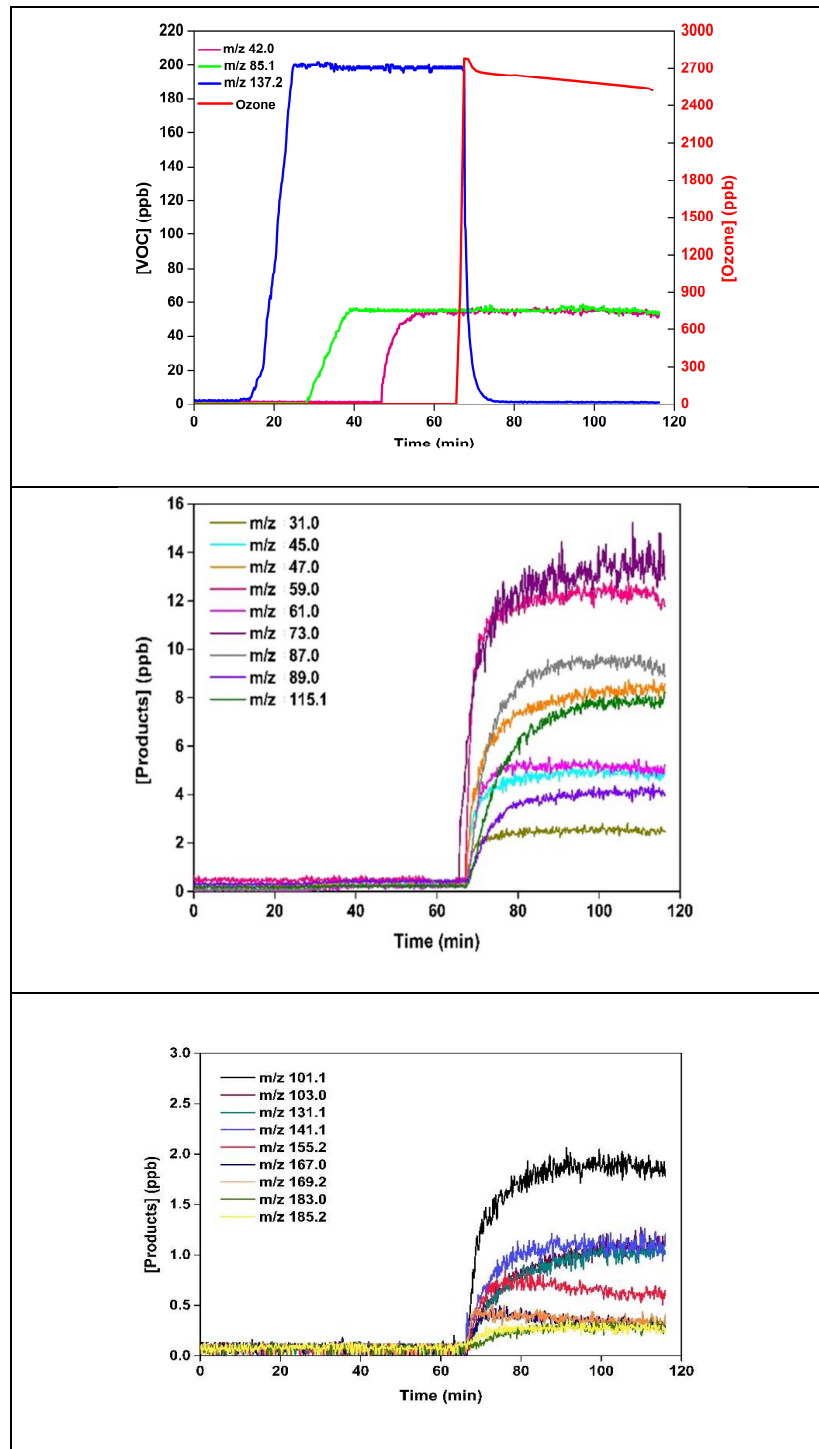 m/z 42.0
m/z 85.1
m/z 137.2
Ozone
[VOC] (ppb)
220
200
180
160
140
120
100
80
60
40
20
0
[Ozone] (ppb)
3000
2700
2400
2100
1800
1500
1200
900
600
300
0
0 20 40 60 80 100 120
Time (min)
m/z 31.0
m/z 45.0
m/z 47.0
m/z 59.0
m/z 61.0
m/z 73.0
m/z 87.0
m/z 89.0
m/z 115.1
[Products] (ppb)
16
14
12
10
8
6
4
2
0
0 20 40 60 80 100 120
Time (min)
m/z 101.1
m/z 103.0
m/z 131.1
m/z 141.1
m/z 155.2
m/z 167.0
m/z 169.2
m/z 183.0
m/z 185.2
[Products] (ppb)
3.0
2.5
2.0
1.5
1.0
0.5
0.0
0 20 40 60 80 100 120
Time (min)